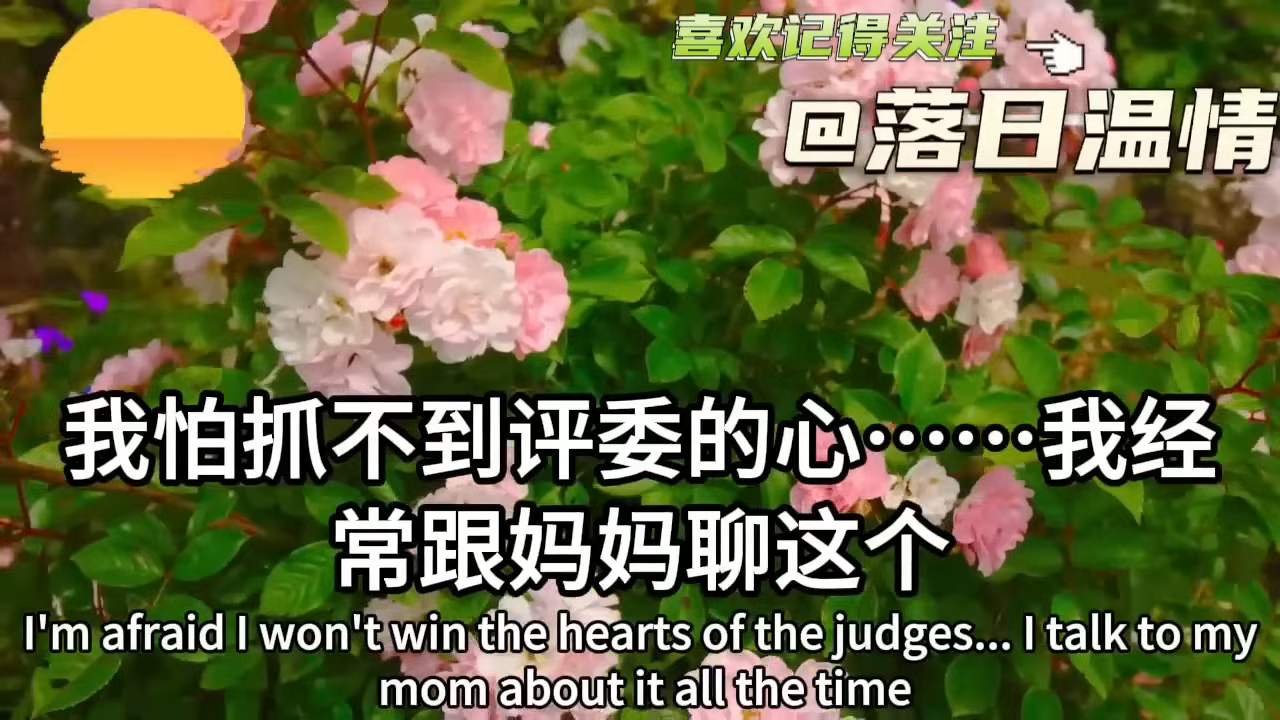 喜欢记得关注
@落日温情
我怕抓不到评委的心……我经
常跟妈妈聊这个
I'm afraid I won't win the hearts of the judges... I talk to my
mom about it all the time